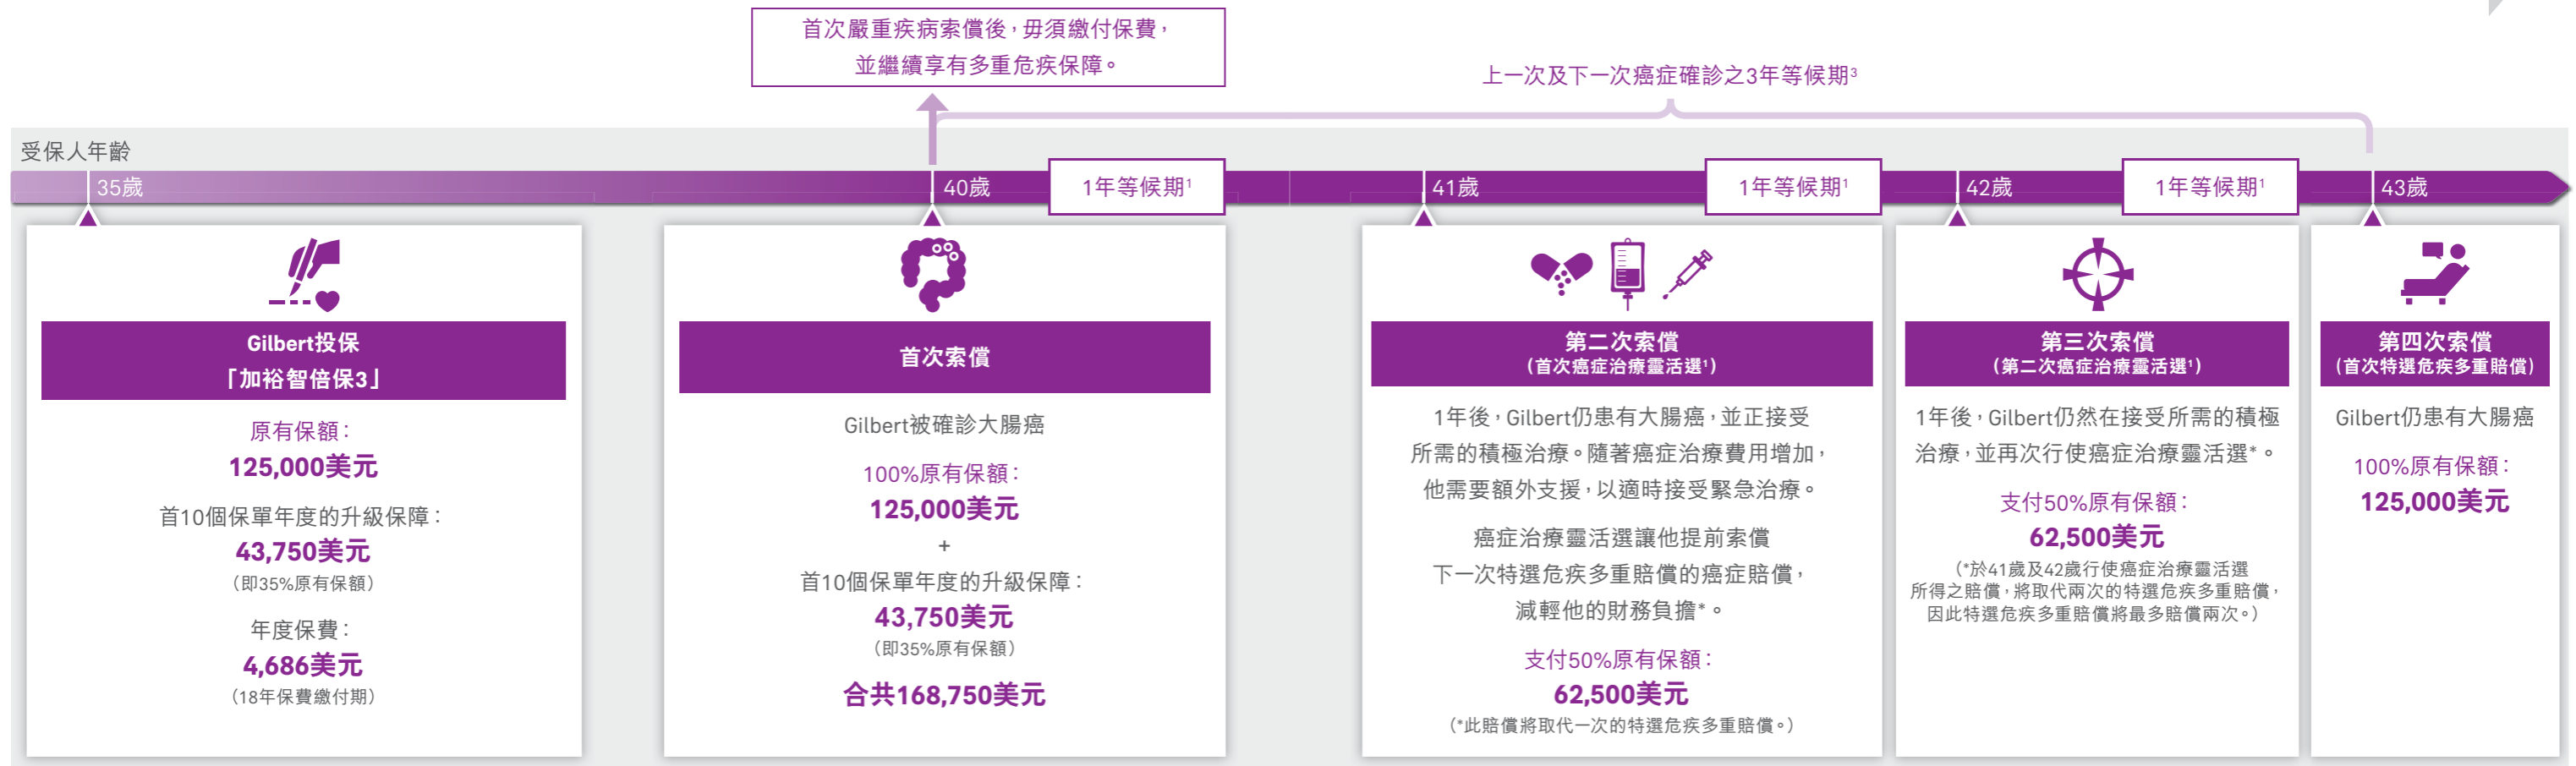 首次嚴重疾病索償後，毋須繳付保費，
並繼續享有多重危疾保障。
上一次及下一次癌症確診之3年等候期³
受保人年齡
35歲
40歲
1年等候期¹
41歲
1年等候期¹
42歲
1年等候期¹
43歲
Gilbert投保
「加裕智倍保3」
原有保額：
125,000美元
首10個保單年度的升級保障：
43,750美元
（即35%原有保額）
年度保費：
4,686美元
（18年保費繳付期）
首次索償
Gilbert被確診大腸癌
100%原有保額：
125,000美元
+
首10個保單年度的升級保障：
43,750美元
（即35%原有保額）
合共168,750美元
第二次索償
（首次癌症治療靈活選¹）
1年後，Gilbert仍患有大腸癌，並正接受
所需的積極治療。隨著癌症治療費用增加，
他需要額外支援，以適時接受緊急治療。
癌症治療靈活選讓他提前索償
下一次特選危疾多重賠償的癌症賠償，
減輕他的財務負擔*。
支付50%原有保額：
62,500美元
（*此賠償將取代一次的特選危疾多重賠償。）
第三次索償
（第二次癌症治療靈活選¹）
1年後，Gilbert仍然在接受所需的積極
治療，並再次行使癌症治療靈活選*。
支付50%原有保額：
62,500美元
（*於41歲及42歲行使癌症治療靈活選
所得之賠償，將取代兩次的特選危疾多重賠償，
因此特選危疾多重賠償將最多賠償兩次。）
第四次索償
（首次特選危疾多重賠償）
Gilbert仍患有大腸癌
100%原有保額：
125,000美元